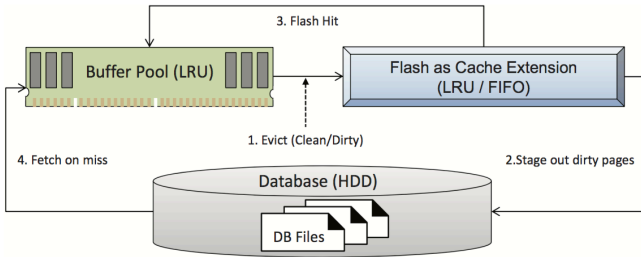 3. Flash Hit
Buffer Pool (LRU)
Flash as Cache Extension
(LRU / FIFO)
1. Evict (Clean/Dirty)
4. Fetch on miss
2.Stage out dirty pages
Database (HDD)
DB Files